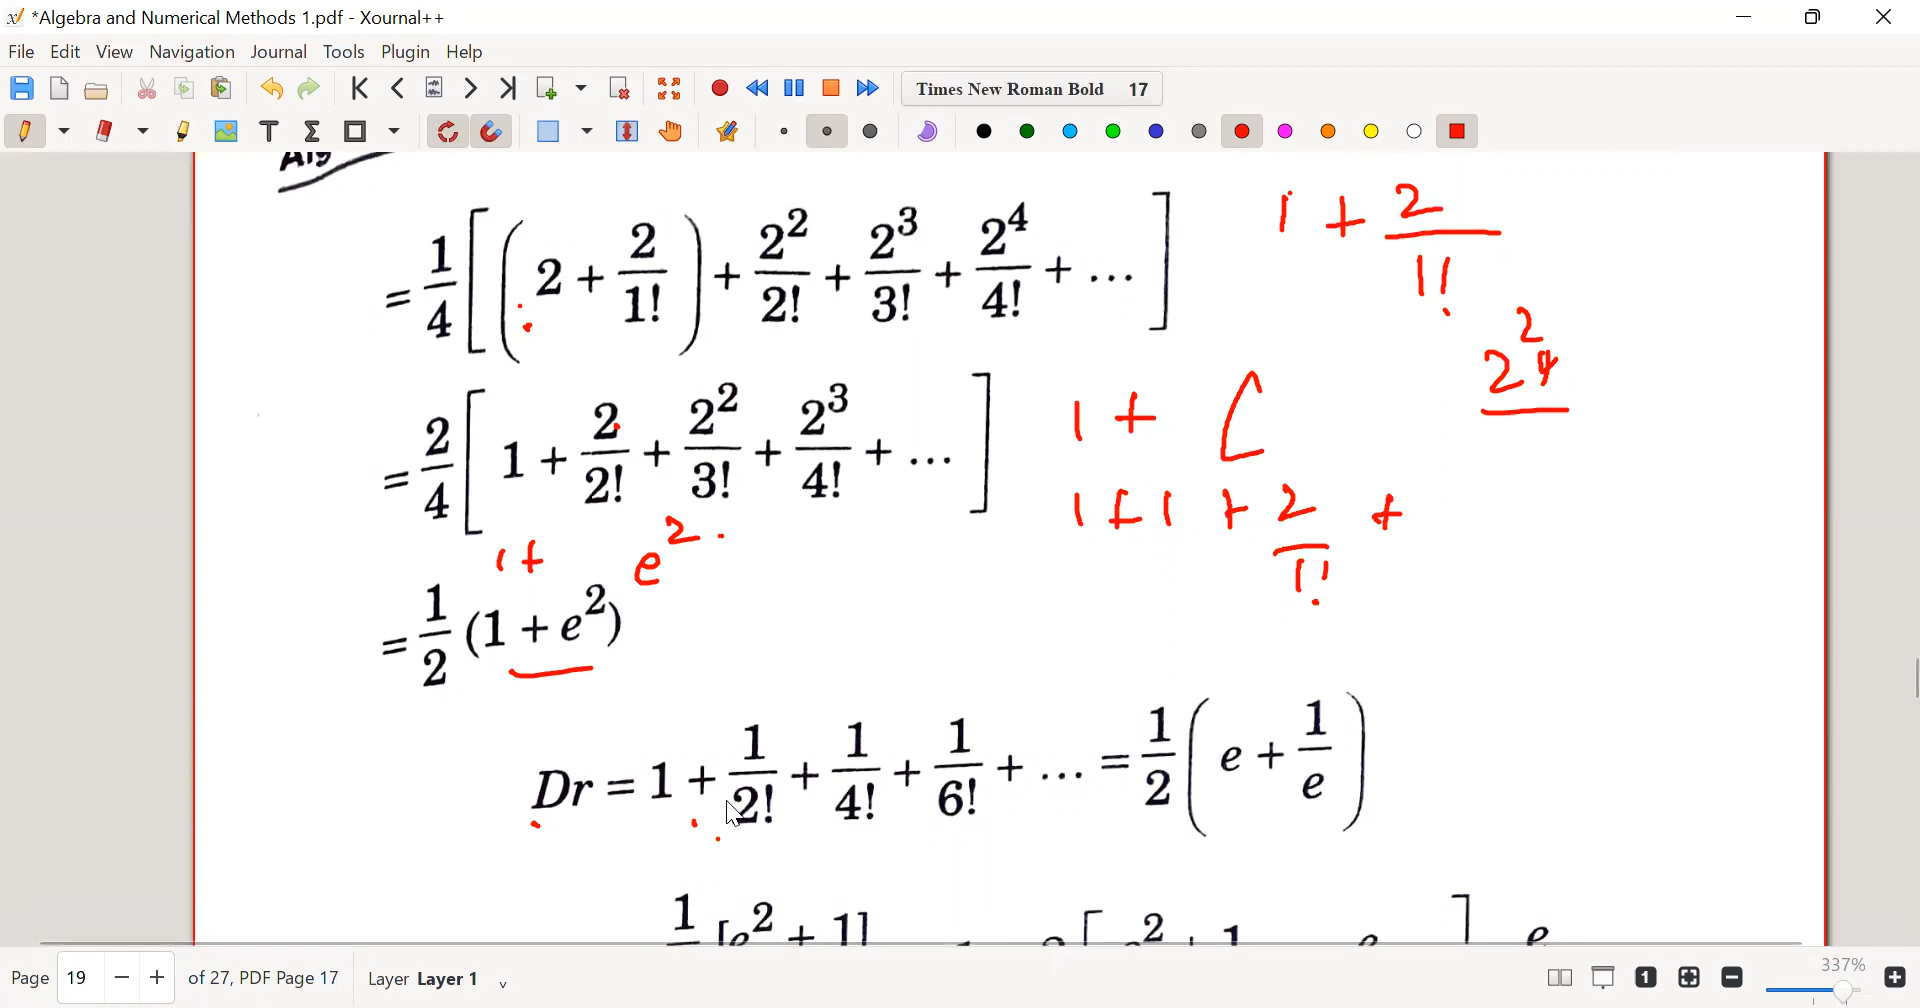 *Algebra and Numerical Methods 1.pdf - Xournal++
File Edit View Navigation Journal Tools Plugin Help
Times New Roman Bold 17
= 1/4 [ ( 2 + 2/1! ) + 2²/2! + 2³/3! + 2⁴/4! + ... ]
1 + 2/1!
= 2/4 [ 1 + 2/2! + 2²/3! + 2³/4! + ... ]
1 +
1 + 1 + 2/1! +
1 + e²
= 1/2 (1 + e²)
Dr = 1 + 1/2! + 1/4! + 1/6! + ... = 1/2 ( e + 1/e )
Page 19 of 27, PDF Page 17 Layer Layer 1 337%